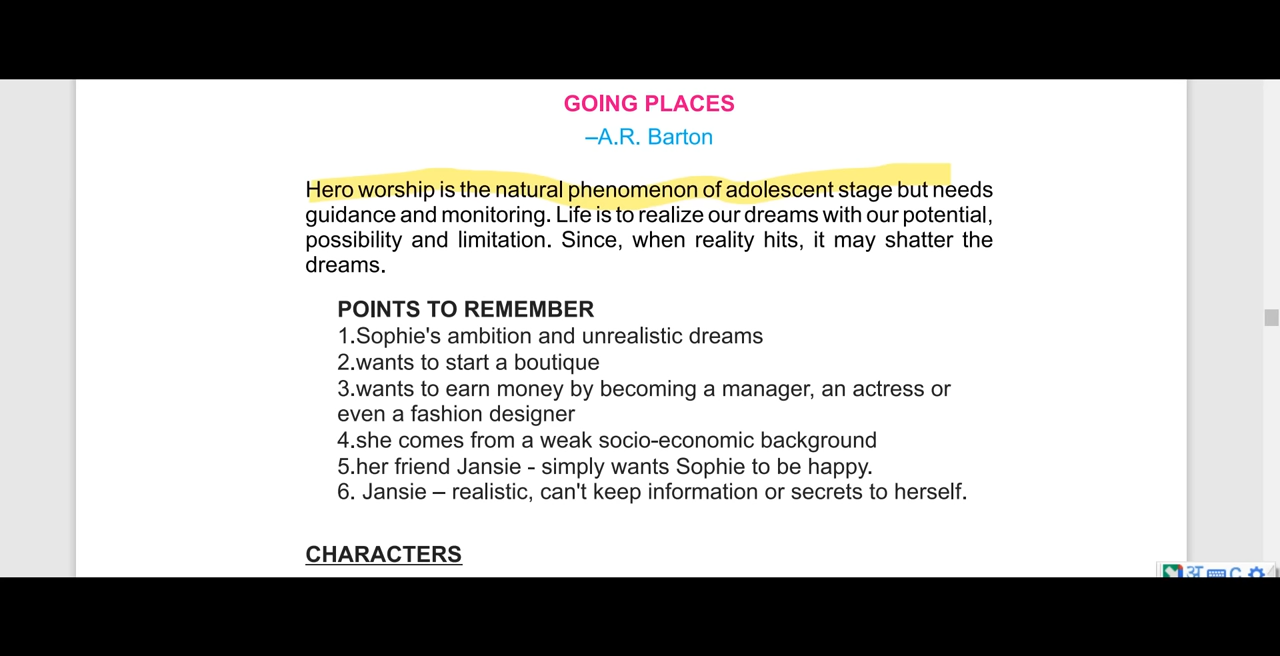 GOING PLACES
–A.R. Barton
Hero worship is the natural phenomenon of adolescent stage but needs
guidance and monitoring. Life is to realize our dreams with our potential,
possibility and limitation. Since, when reality hits, it may shatter the
dreams.
POINTS TO REMEMBER
1.Sophie's ambition and unrealistic dreams
2.wants to start a boutique
3.wants to earn money by becoming a manager, an actress or
even a fashion designer
4.she comes from a weak socio-economic background
5.her friend Jansie - simply wants Sophie to be happy.
6. Jansie – realistic, can't keep information or secrets to herself.
CHARACTERS
अ